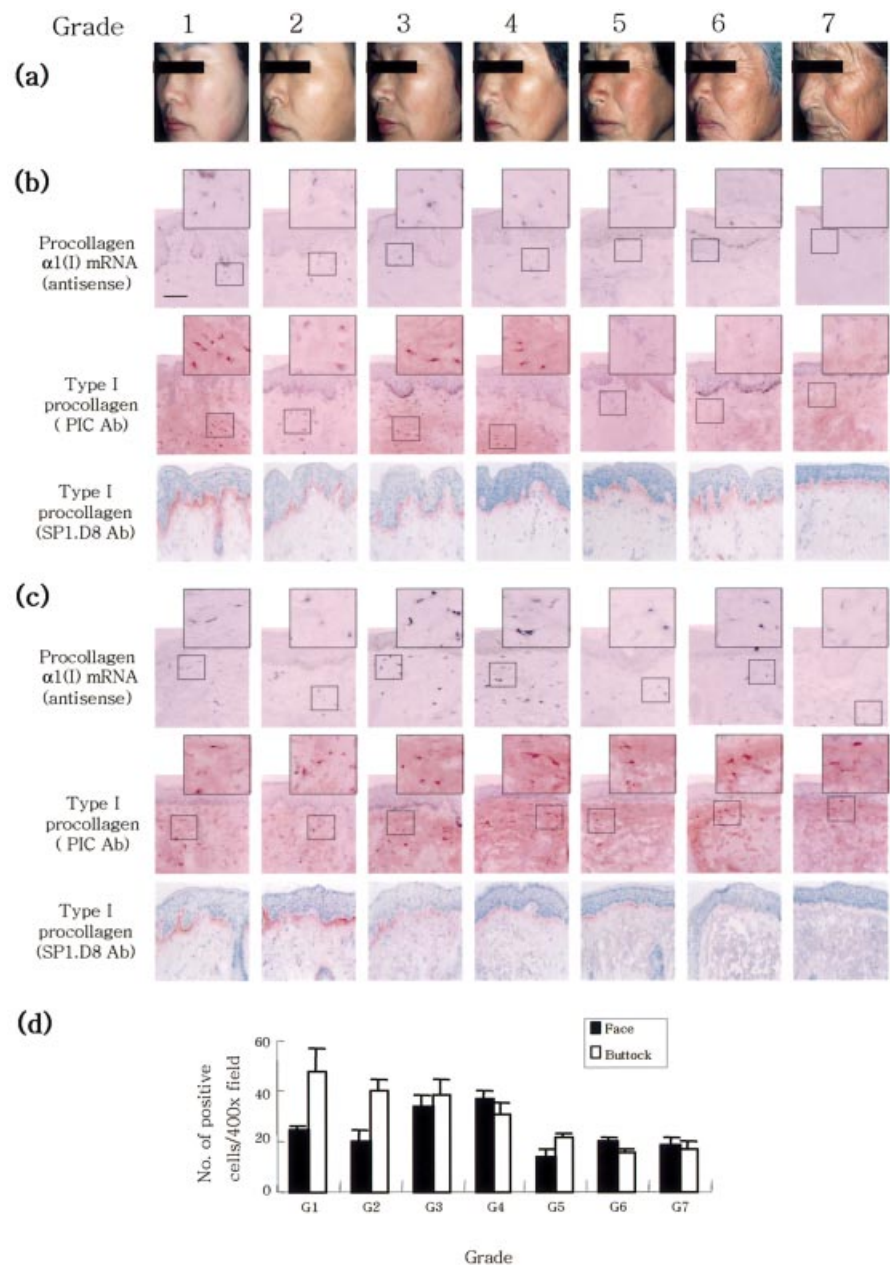 Grade 1 2 3 4 5 6 7
(a)
(b)
Procollagen
α1(I) mRNA
(antisense)
Type I
procollagen
( PIC Ab)
Type I
procollagen
(SP1.D8 Ab)
(c)
Procollagen
α1(I) mRNA
(antisense)
Type I
procollagen
( PIC Ab)
Type I
procollagen
(SP1.D8 Ab)
(d)
No. of positive
cells/400x field
60
40
20
0
Face
Buttock
G1 G2 G3 G4 G5 G6 G7
Grade